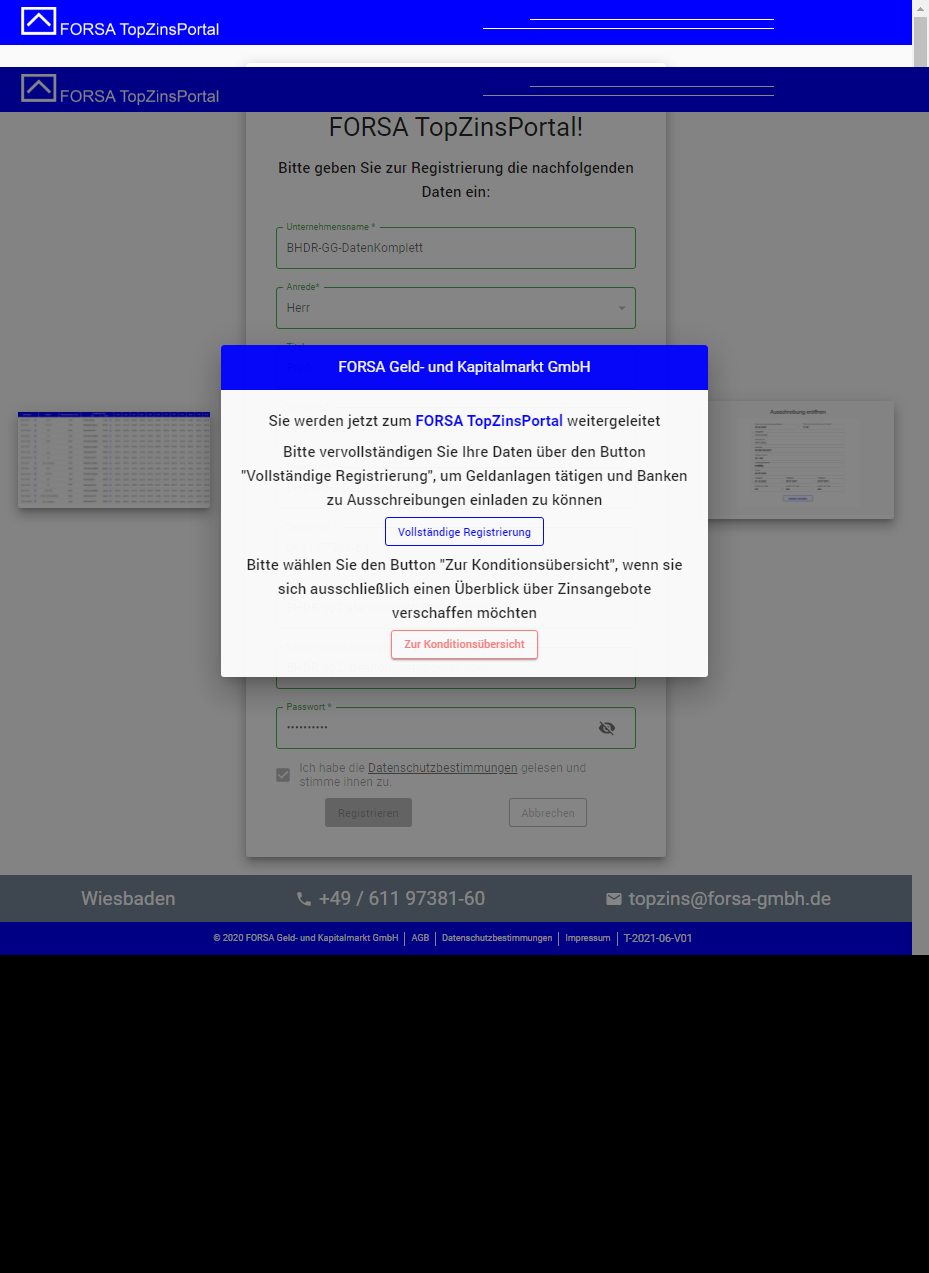 FORSA TopZinsPortal
FORSA TopZinsPortal
FORSA TopZinsPortal!
Bitte geben Sie zur Registrierung die nachfolgenden
Daten ein:
Unternehmensname *
BHDR-GG-DatenKomplett
Anrede*
Herr
FORSA Geld- und Kapitalmarkt GmbH
Ausschreibung eröffnen
Sie werden jetzt zum FORSA TopZinsPortal weitergeleitet
Bitte vervollständigen Sie Ihre Daten über den Button
"Vollständige Registrierung", um Geldanlagen tätigen und Banken
zu Ausschreibungen einladen zu können
Vollständige Registrierung
Bitte wählen Sie den Button "Zur Konditionsübersicht", wenn sie
sich ausschließlich einen Überblick über Zinsangebote
verschaffen möchten
Zur Konditionsübersicht
Passwort *
••••••••••
Ich habe die Datenschutzbestimmungen gelesen und
stimme ihnen zu.
Registrieren
Abbrechen
Wiesbaden
+49 / 611 97381-60
topzins@forsa-gmbh.de
© 2020 FORSA Geld- und Kapitalmarkt GmbH | AGB | Datenschutzbestimmungen | Impressum | T-2021-06-V01